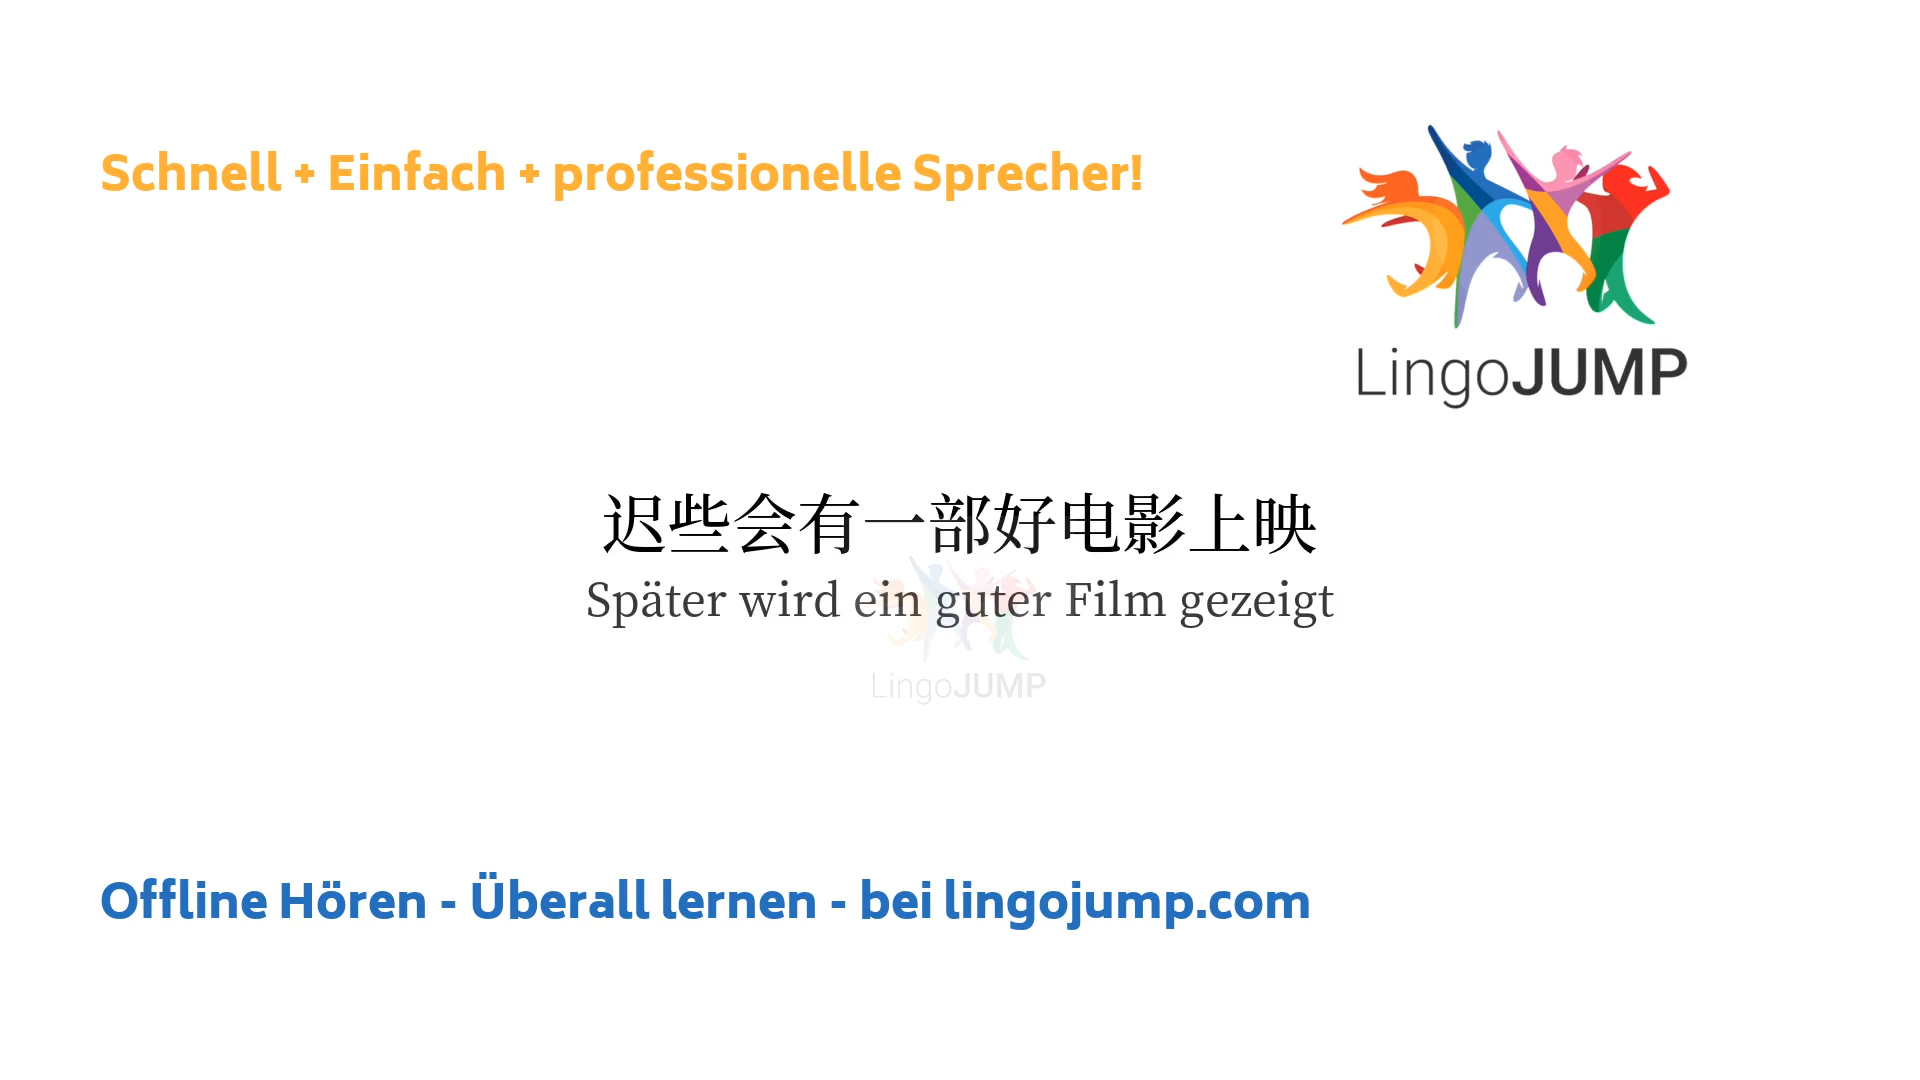 Schnell + Einfach + professionelle Sprecher!
LingoJUMP
迟些会有一部好电影上映
Später wird ein guter Film gezeigt
LingoJUMP
Offline Hören - Überall lernen - bei lingojump.com